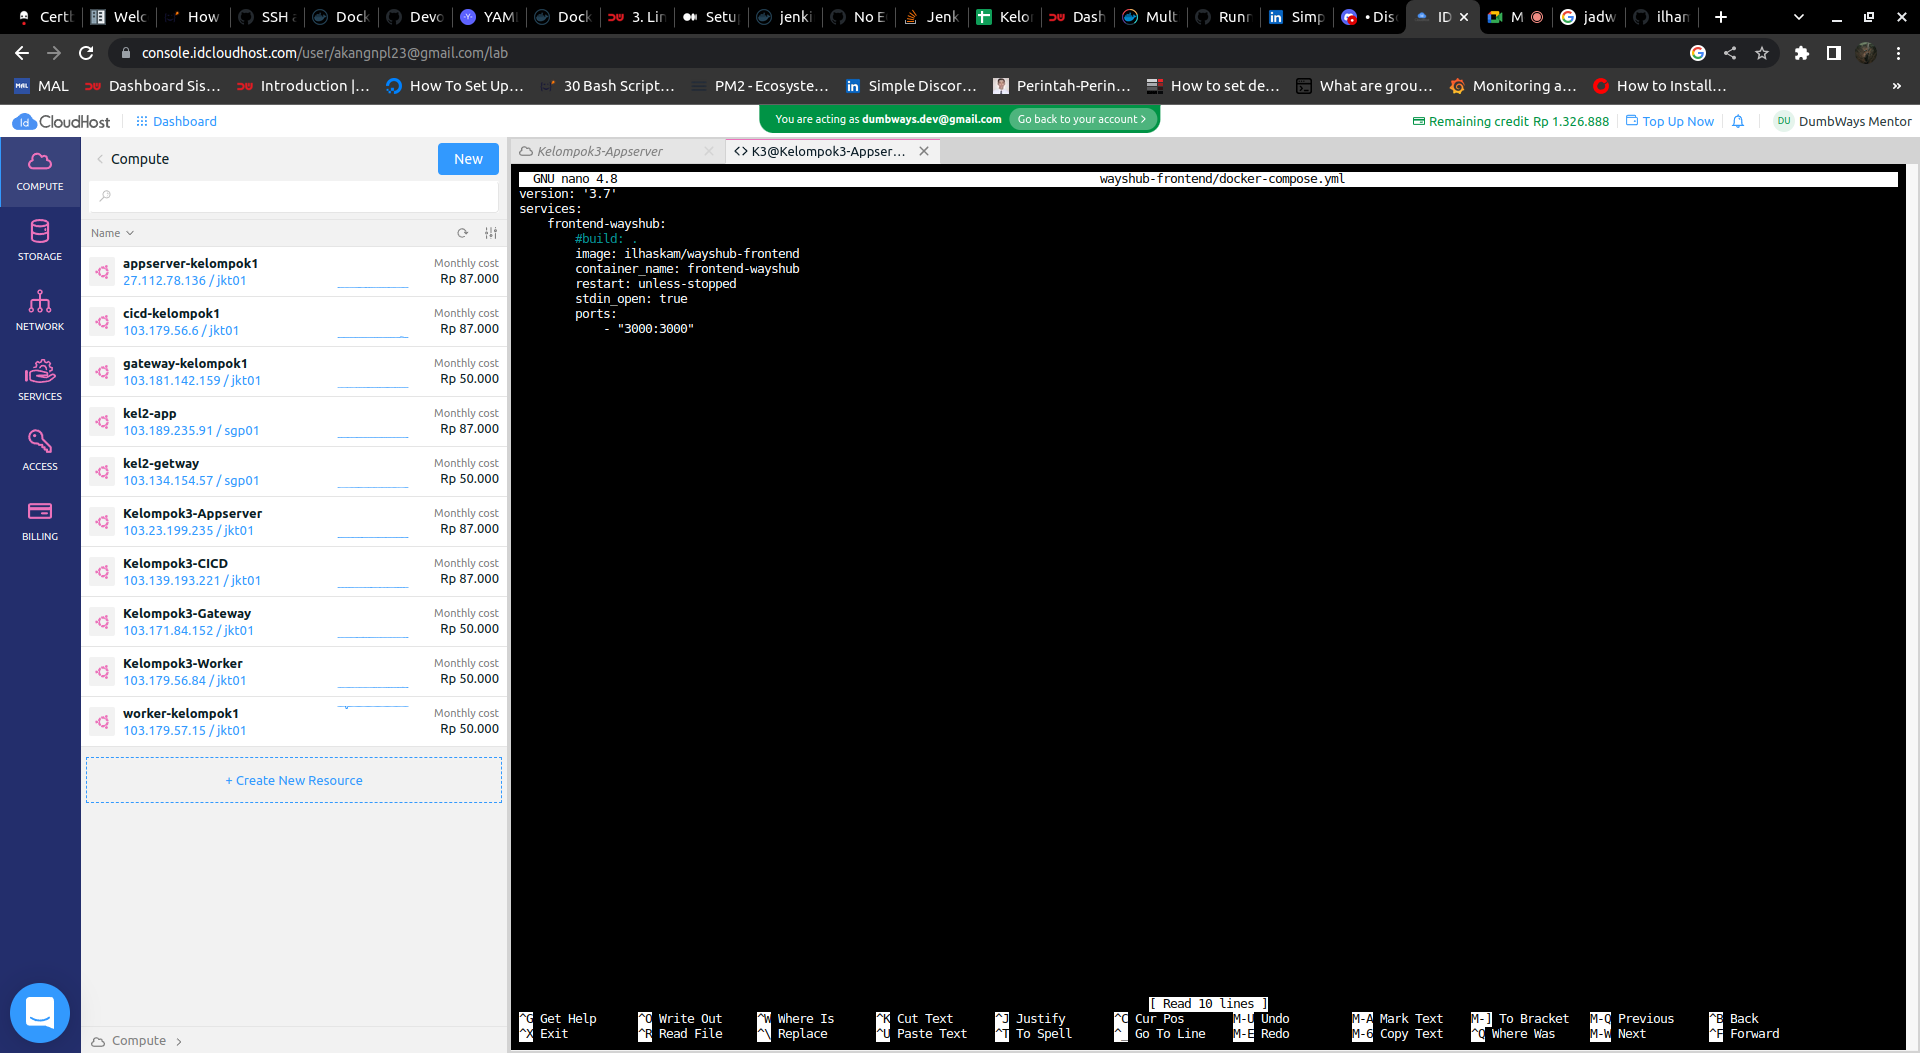 Certb Welc How SSH a Dock Devo YAM Dock 3. Lin Setu jenki No E Jenk Kelo Dash Mult Runn Simp • Disc ID M jadw ilham
console.idcloudhost.com/user/akangnpl23@gmail.com/lab
MAL Dashboard Sis... Introduction |... How To Set Up,... 30 Bash Script... PM2 - Ecosyste... Simple Discor... Perintah-Perin... How to set de... What are grou... Monitoring a... How to Install... »
Id CloudHost Dashboard
You are acting as dumbways.dev@gmail.com Go back to your account >
Remaining credit Rp 1.326.888 Top Up Now DU DumbWays Mentor
COMPUTE
STORAGE
NETWORK
SERVICES
ACCESS
BILLING
Compute New
Name
appserver-kelompok1 Monthly cost
27.112.78.136 / jkt01 Rp 87.000
cicd-kelompok1 Monthly cost
103.179.56.6 / jkt01 Rp 87.000
gateway-kelompok1 Monthly cost
103.181.142.159 / jkt01 Rp 50.000
kel2-app Monthly cost
103.189.235.91 / sgp01 Rp 87.000
kel2-getway Monthly cost
103.134.154.57 / sgp01 Rp 50.000
Kelompok3-Appserver Monthly cost
103.23.199.235 / jkt01 Rp 87.000
Kelompok3-CICD Monthly cost
103.139.193.221 / jkt01 Rp 87.000
Kelompok3-Gateway Monthly cost
103.171.84.152 / jkt01 Rp 50.000
Kelompok3-Worker Monthly cost
103.179.56.84 / jkt01 Rp 50.000
worker-kelompok1 Monthly cost
103.179.57.15 / jkt01 Rp 50.000
+ Create New Resource
Compute >
Kelompok3-Appserver <> K3@Kelompok3-Appser...
GNU nano 4.8 wayshub-frontend/docker-compose.yml
version: '3.7'
services:
frontend-wayshub:
#build: .
image: ilhaskam/wayshub-frontend
container_name: frontend-wayshub
restart: unless-stopped
stdin_open: true
ports:
- "3000:3000"
[ Read 10 lines ]
^G Get Help ^O Write Out ^W Where Is ^K Cut Text ^J Justify ^C Cur Pos M-U Undo M-A Mark Text M-] To Bracket M-Q Previous ^B Back
^X Exit ^R Read File ^\ Replace ^U Paste Text ^T To Spell ^_ Go To Line M-E Redo M-6 Copy Text ^Q Where Was M-W Next ^F Forward